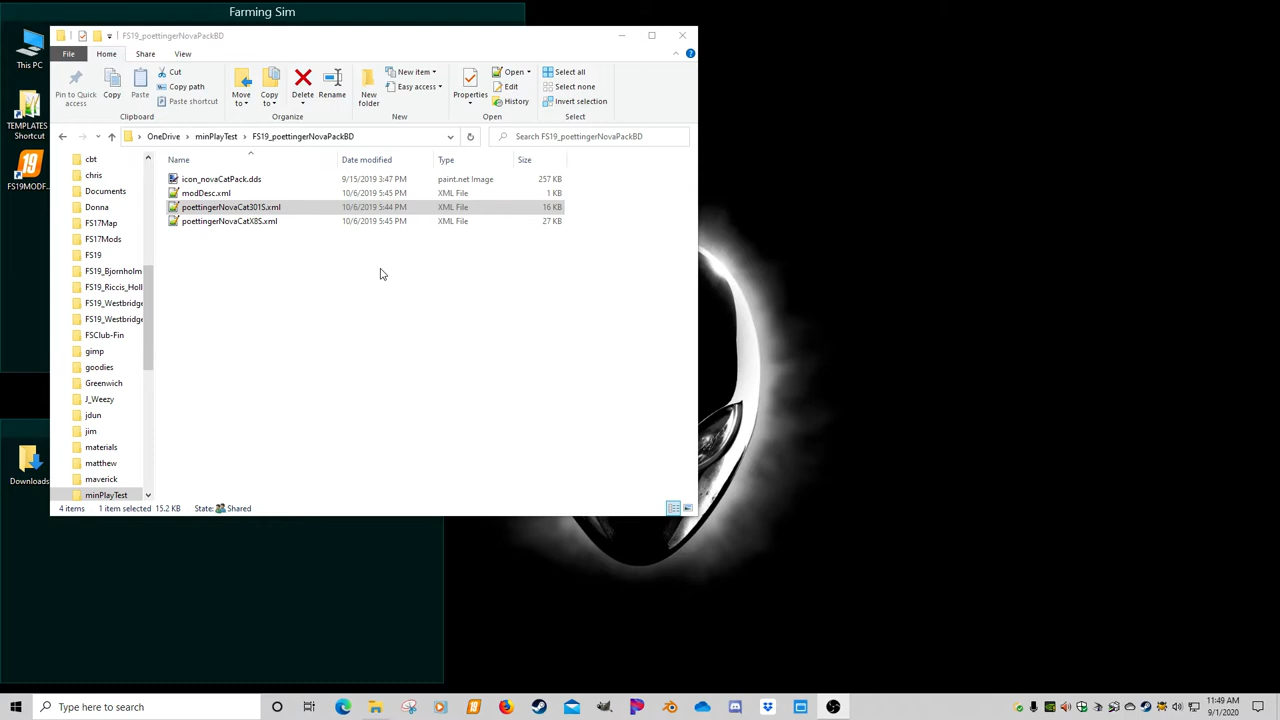 Farming Sim
FS19_poettingerNovaPackBD
File Home Share View
Pin to Quick access
Copy
Paste
Cut
Copy path
Paste shortcut
Move to
Copy to
Delete
Rename
New folder
New item
Easy access
Properties
Open
Edit
History
Select all
Select none
Invert selection
Clipboard Organize New Open Select
OneDrive minPlayTest FS19_poettingerNovaPackBD
Search FS19_poettingerNovaPackBD
Name Date modified Type Size
icon_novaCatPack.dds 9/15/2019 3:47 PM paint.net Image 257 KB
modDesc.xml 10/6/2019 5:45 PM XML File 1 KB
poettingerNovaCat301S.xml 10/6/2019 5:44 PM XML File 16 KB
poettingerNovaCatX8S.xml 10/6/2019 5:45 PM XML File 27 KB
cbt
chris
Documents
Donna
FS17Map
FS17Mods
FS19
FS19_Bjornholm
FS19_Riccis_Holl
FS19_Westbridge
FS19_Westbridge
FSClub-Fin
gimp
goodies
Greenwich
J_Weezy
jdun
jim
materials
matthew
maverick
minPlayTest
4 items 1 item selected 15.2 KB State: Shared
This PC
TEMPLATES Shortcut
19
FS19MODF...
Downloads
Type here to search
19
11:49 AM
9/1/2020